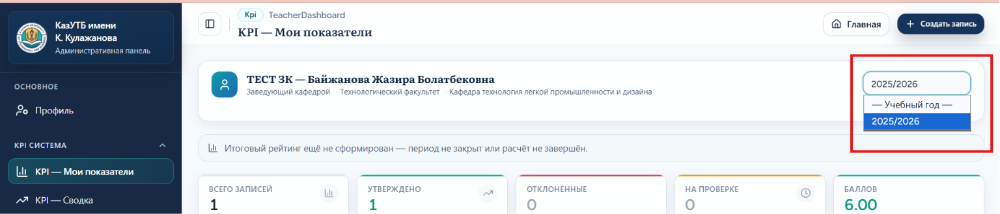 КазУТБ имени
К. Кулажанова
Административная панель
ОСНОВНОЕ
Профиль
KPI СИСТЕМА
KPI — Мои показатели
KPI — Сводка
Kpi TeacherDashboard
KPI — Мои показатели
Главная
Создать запись
ТЕСТ ЗК — Байжанова Жазира Болатбековна
Заведующий кафедрой · Технологический факультет · Кафедра технология легкой промышленности и дизайна
2025/2026
— Учебный год —
2025/2026
Итоговый рейтинг ещё не сформирован — период не закрыт или расчёт не завершён.
ВСЕГО ЗАПИСЕЙ
1
УТВЕРЖДЕНО
1
ОТКЛОНЕННЫЕ
0
НА ПРОВЕРКЕ
0
БАЛЛОВ
6.00